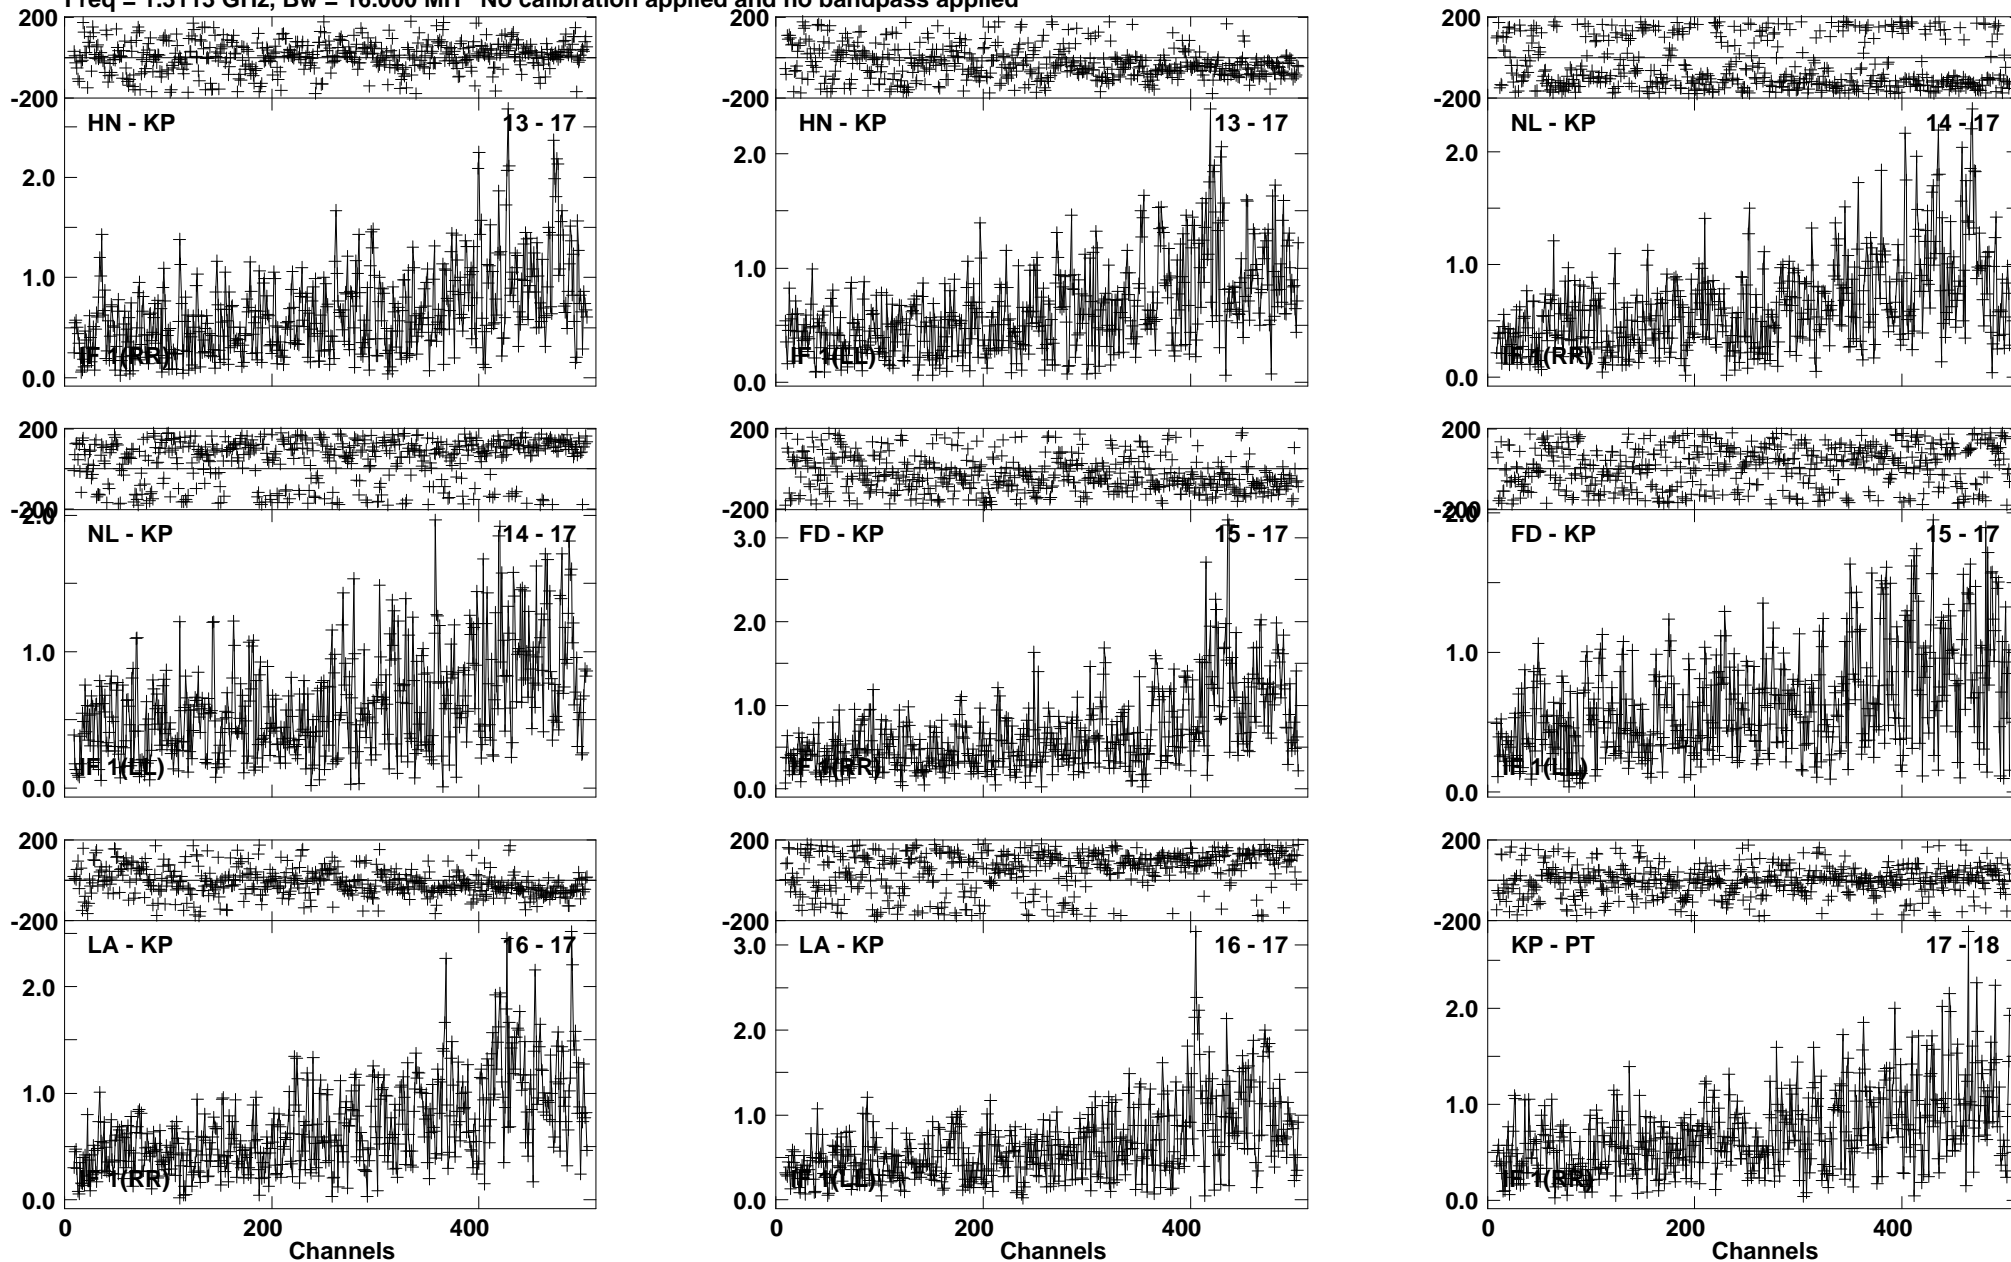 Freq = 1.3115 GHz, Bw = 16.000 MH No calibration applied and no bandpass applied
200 200 200
-200 -200 -200
HN - KP 13 - 17 HN - KP 13 - 17 NL - KP 14 - 17
2.0 2.0 2.0
1.0 1.0 1.0
IF 1(RR) IF 1(LL) IF 1(RR)
0.0 0.0 0.0
200 200 200
-200 -200 -200
2.0 2.0
NL - KP 14 - 17 FD - KP 15 - 17 FD - KP 15 - 17
3.0
2.0
1.0 1.0 1.0
IF 1(LL) IF 1(RR) IF 1(LL)
0.0 0.0 0.0
200 200 200
-200 -200 -200
LA - KP 16 - 17 LA - KP 16 - 17 KP - PT 17 - 18
3.0
2.0 2.0 2.0
1.0 1.0 1.0
IF 1(RR) IF 1(LL) IF 1(RR)
0.0 0.0 0.0
0 200 400 0 200 400 0 200 400
Channels Channels Channels